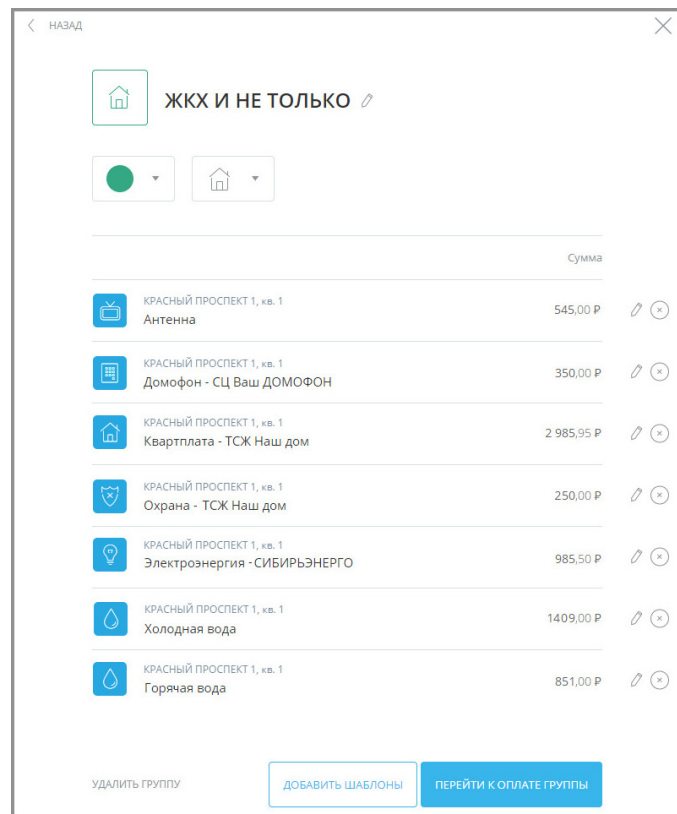 НАЗАД
ЖКХ И НЕ ТОЛЬКО
Сумма
КРАСНЫЙ ПРОСПЕКТ 1, кв. 1
Антенна
545,00 ₽
КРАСНЫЙ ПРОСПЕКТ 1, кв. 1
Домофон - СЦ Ваш ДОМОФОН
350,00 ₽
КРАСНЫЙ ПРОСПЕКТ 1, кв. 1
Квартплата - ТСЖ Наш дом
2 985,95 ₽
КРАСНЫЙ ПРОСПЕКТ 1, кв. 1
Охрана - ТСЖ Наш дом
250,00 ₽
КРАСНЫЙ ПРОСПЕКТ 1, кв. 1
Электроэнергия - СИБИРЬЭНЕРГО
985,50 ₽
КРАСНЫЙ ПРОСПЕКТ 1, кв. 1
Холодная вода
1409,00 ₽
КРАСНЫЙ ПРОСПЕКТ 1, кв. 1
Горячая вода
851,00 ₽
УДАЛИТЬ ГРУППУ
ДОБАВИТЬ ШАБЛОНЫ
ПЕРЕЙТИ К ОПЛАТЕ ГРУППЫ